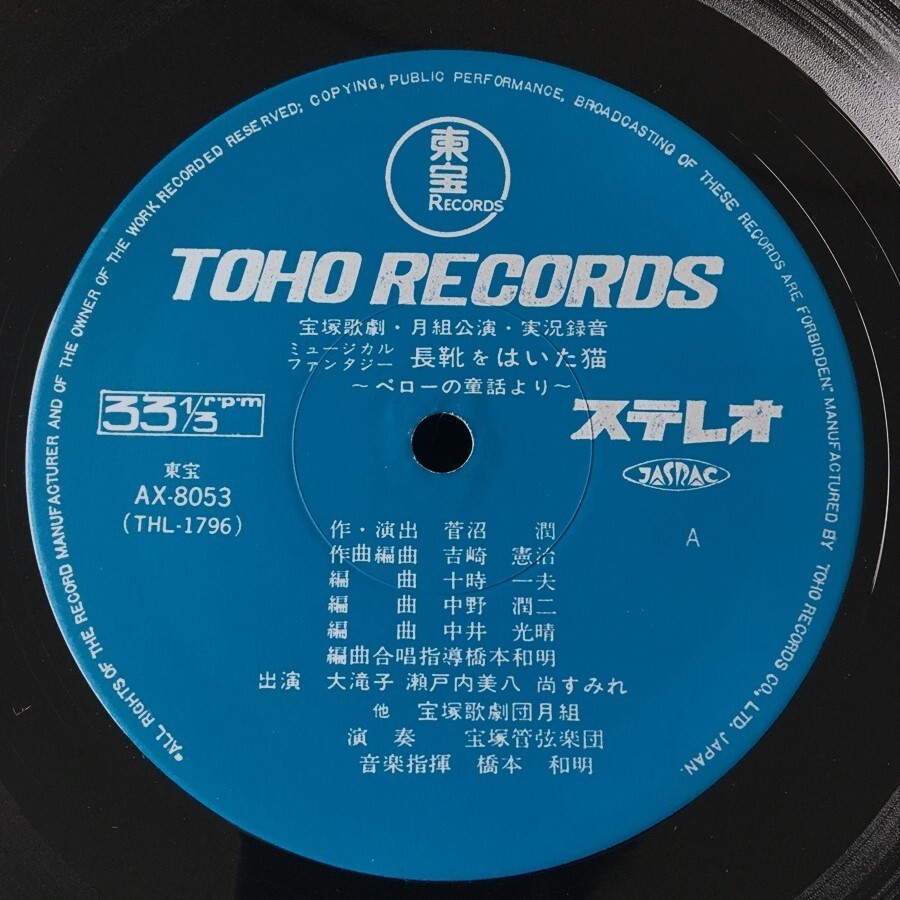 *ALL RIGHTS OF THE RECORD MANUFACTURER AND OF THE OWNER OF THE WORK RECORDED RESERVED; COPYING, PUBLIC PERFORMANCE, BROADCASTING OF THESE RECORDS ARE FORBIDDEN." MANUFACTURED BY TOHO RECORDS CO., LTD. JAPAN.
東宝
RECORDS
TOHO RECORDS
宝塚歌劇・月組公演・実況録音
ミュージカル
ファンタジー 長靴をはいた猫
〜ペローの童話より〜
33 1/3 r.p.m
ステレオ
JASRAC
東宝
AX-8053
(THL-1796)
A
作・演出 菅沼 潤
作曲編曲 吉崎 憲治
編 曲 十時 一夫
編 曲 中野 潤二
編 曲 中井 光晴
編曲合唱指導橋本和明
出演 大滝子 瀬戸内美八 尚すみれ
他 宝塚歌劇団月組
演 奏 宝塚管弦楽団
音楽指揮 橋本 和明